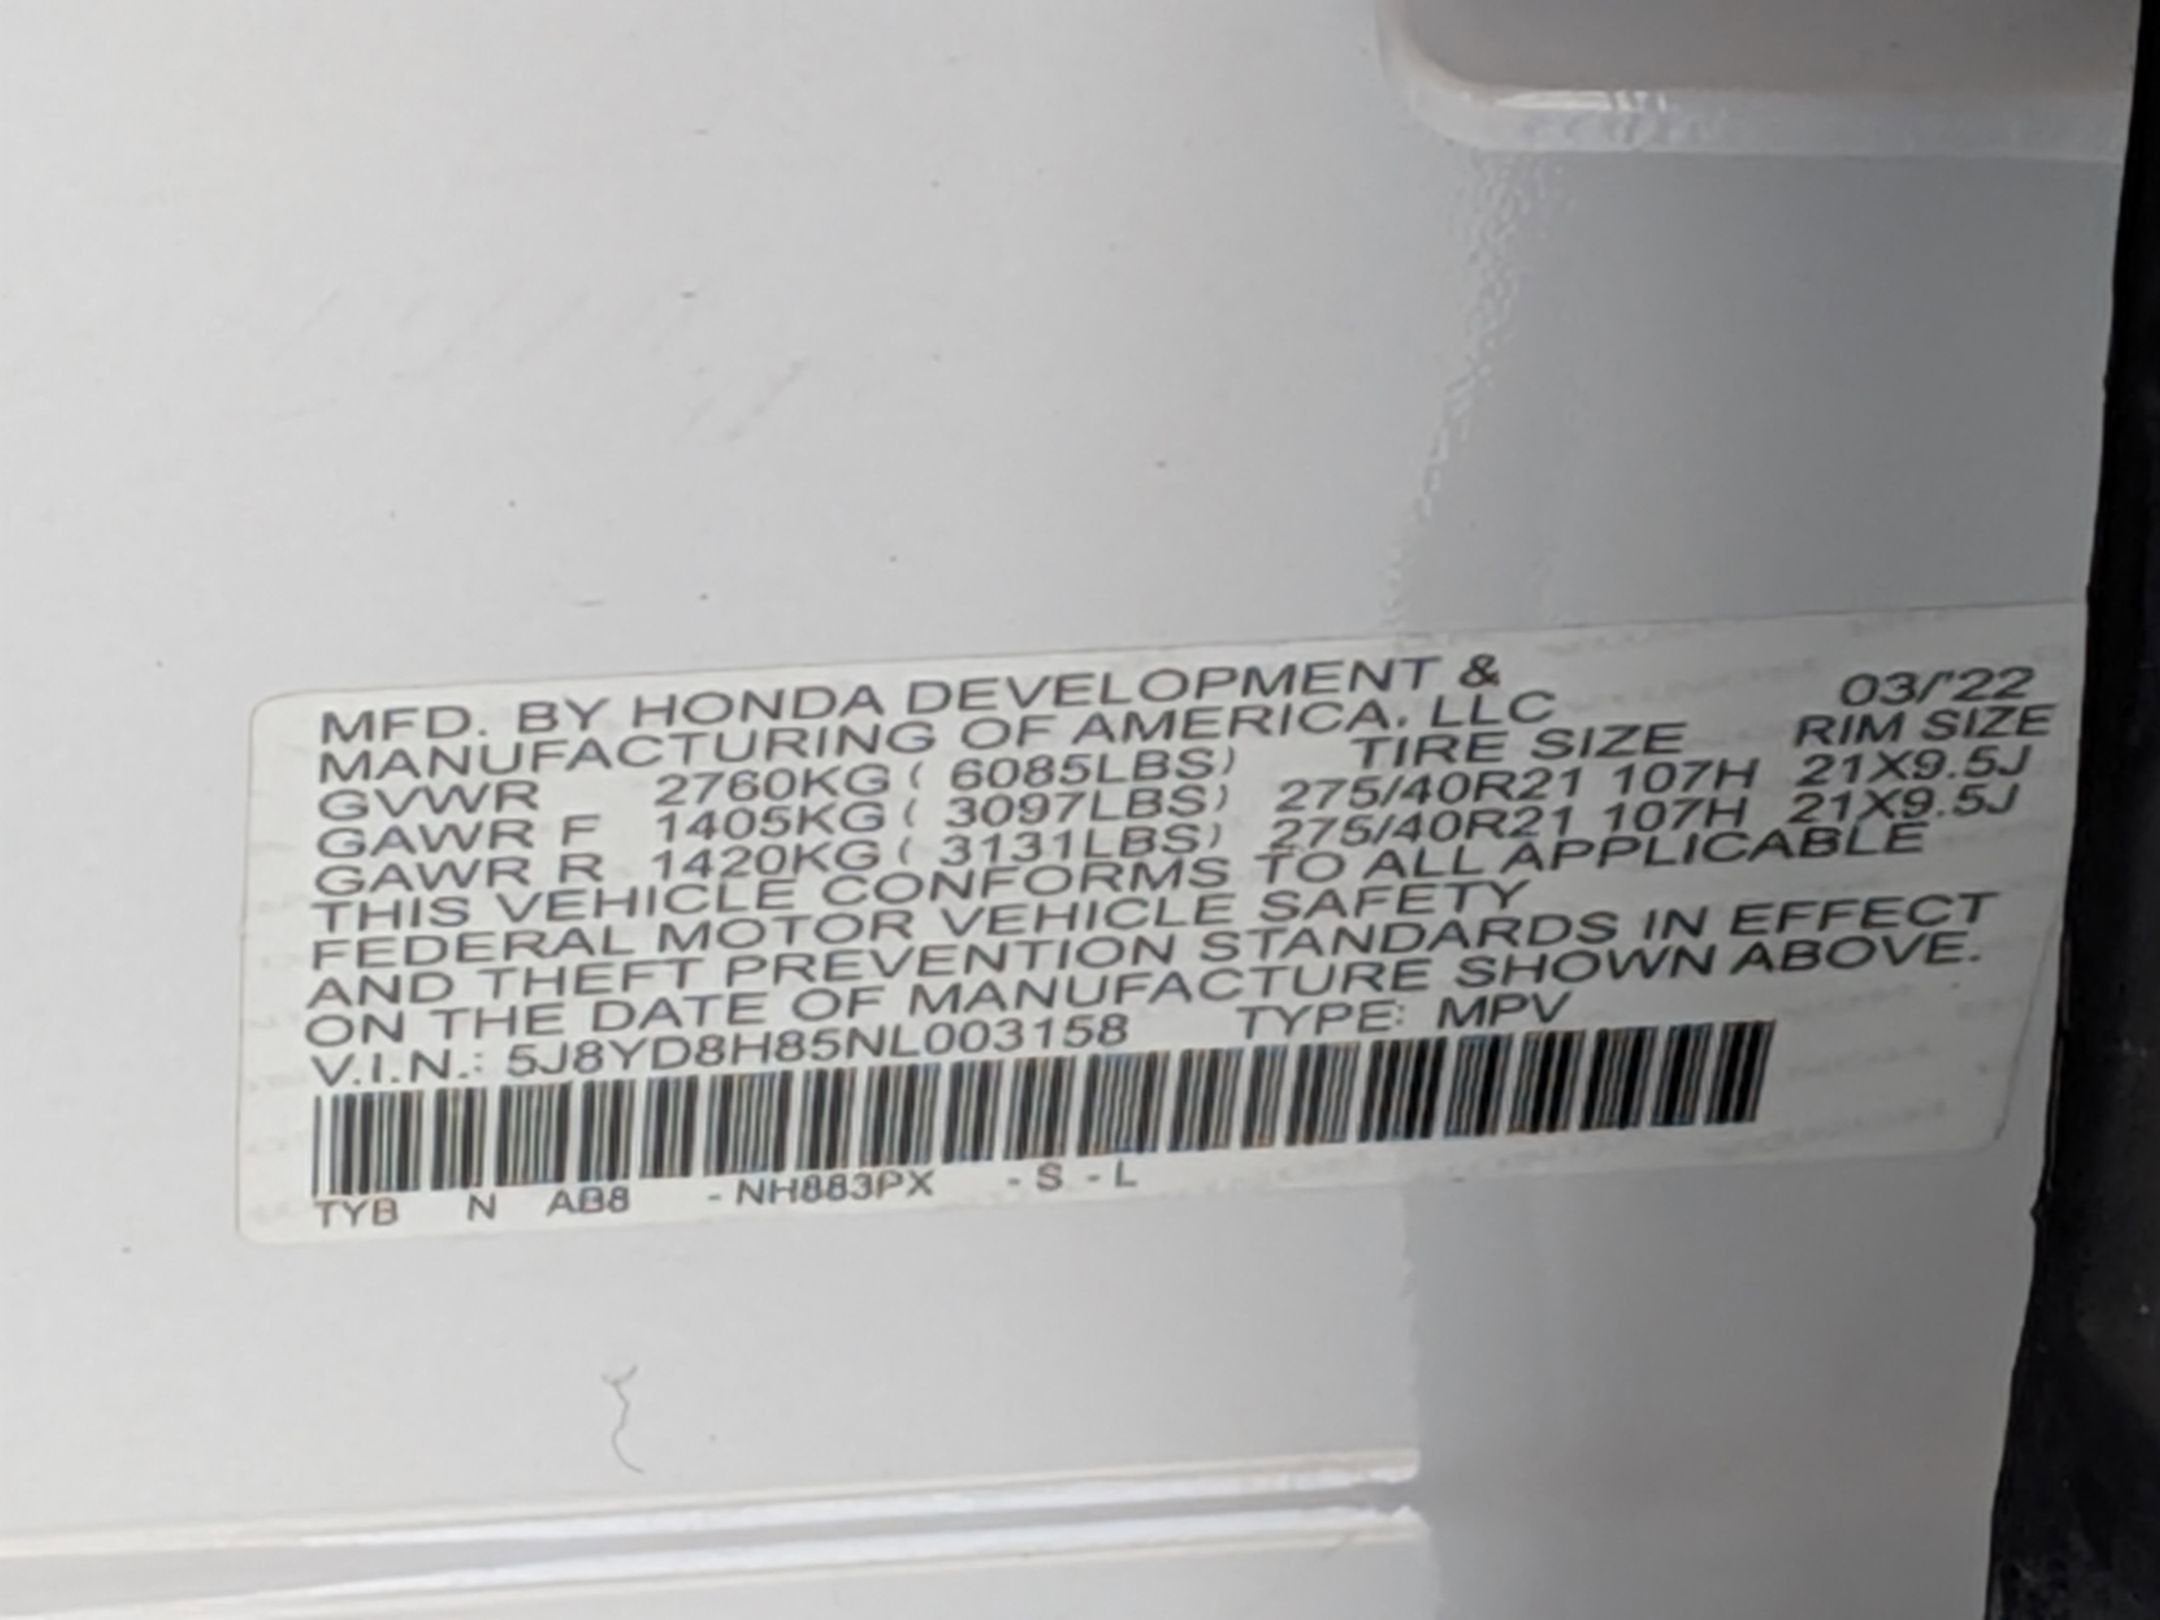 MFD. BY HONDA DEVELOPMENT &
MANUFACTURING OF AMERICA, LLC 03/'22
GVWR 2760KG ( 6085LBS) TIRE SIZE RIM SIZE
GAWR F 1405KG ( 3097LBS) 275/40R21 107H 21X9.5J
GAWR R 1420KG ( 3131LBS) 275/40R21 107H 21X9.5J
THIS VEHICLE CONFORMS TO ALL APPLICABLE
FEDERAL MOTOR VEHICLE SAFETY
AND THEFT PREVENTION STANDARDS IN EFFECT
ON THE DATE OF MANUFACTURE SHOWN ABOVE.
V.I.N.: 5J8YD8H85NL003158 TYPE: MPV
TYB N AB8 - NH883PX - S - L